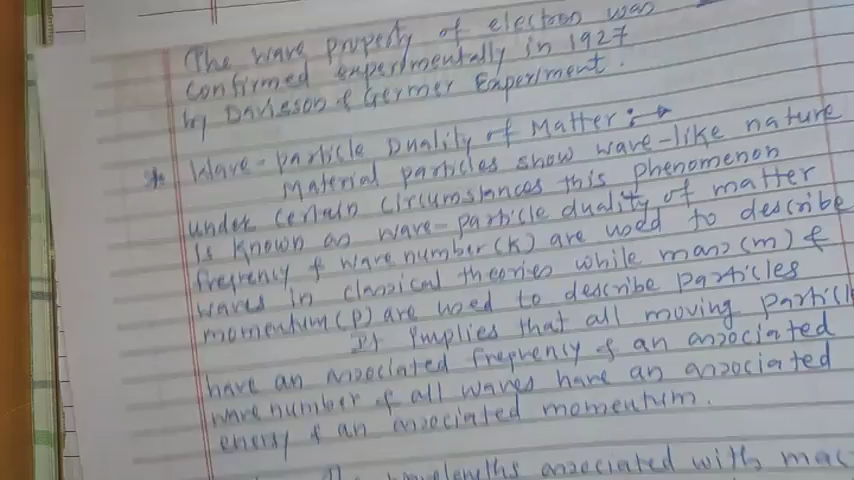 The wave property of electron was
confirmed experimentally in 1927
by Davisson & Germer Experiment.
* Wave-particle Duality of Matter :→
Material particles show wave-like nature
under certain circumstances this phenomenon
is known as wave-particle duality of matter
frequency & wave number (K) are used to describe
waves in classical theories while mass (m) &
momentum (P) are used to describe particles
It implies that all moving particl
have an associated frequency & an associated
wave number & all waves have an associated
energy & an associated momentum.
associated with mac